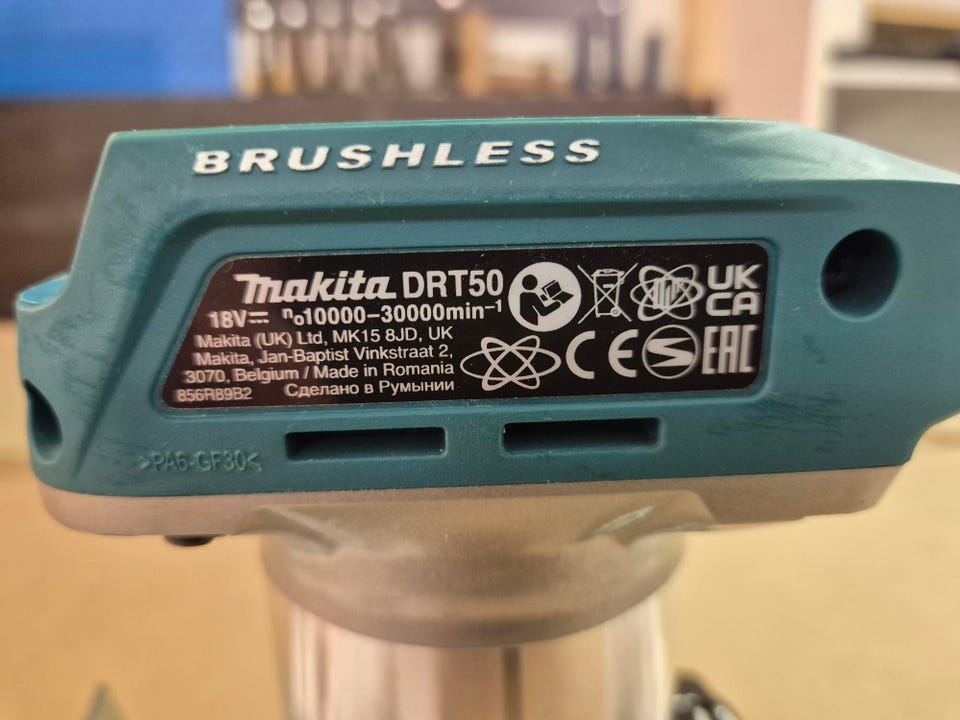 BRUSHLESS
makita DRT50
18V⎓ n₀10000–30000min⁻¹
Makita (UK) Ltd, MK15 8JD, UK
Makita, Jan-Baptist Vinkstraat 2,
3070, Belgium / Made in Romania
856R89B2 Сделано в Румынии
UK
CA
CE
EAC
>PA6-GF30<